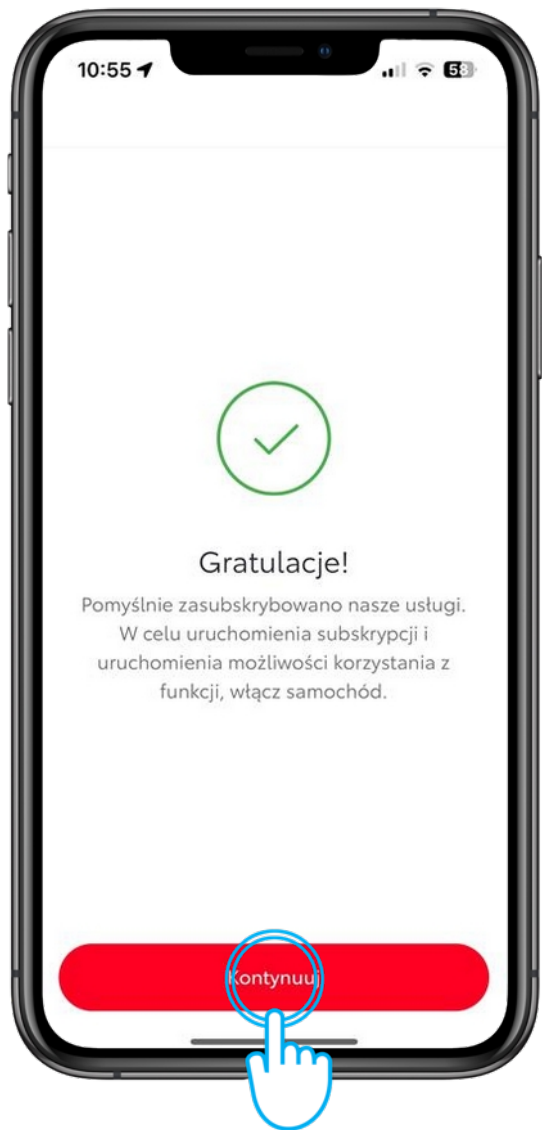 10:55
58
Gratulacje!
Pomyślnie zasubskrybowano nasze usługi.
W celu uruchomienia subskrypcji i
uruchomienia możliwości korzystania z
funkcji, włącz samochód.
Kontynuuj